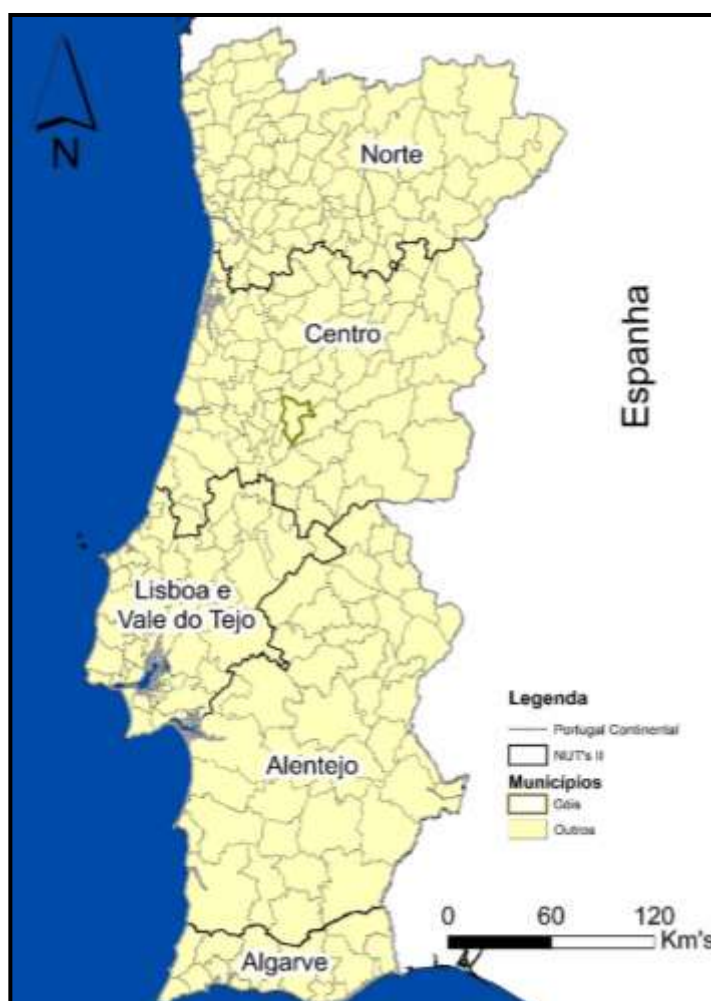 N
Norte
Centro
Espanha
Lisboa e
Vale do Tejo
Alentejo
Algarve
Legenda
Portugal Continental
NUT's II
Municípios
Góis
Outros
0 60 120
Km's